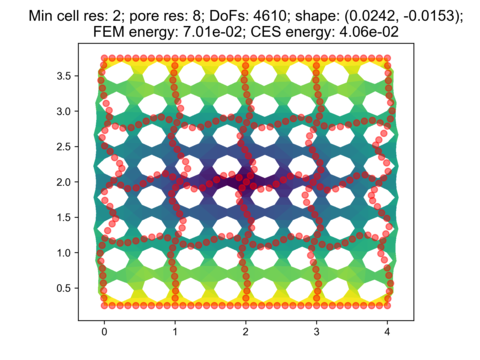 Min cell res: 2; pore res: 8; DoFs: 4610; shape: (0.0242, -0.0153);
FEM energy: 7.01e-02; CES energy: 4.06e-02
3.5
3.0
2.5
2.0
1.5
1.0
0.5
0 1 2 3 4